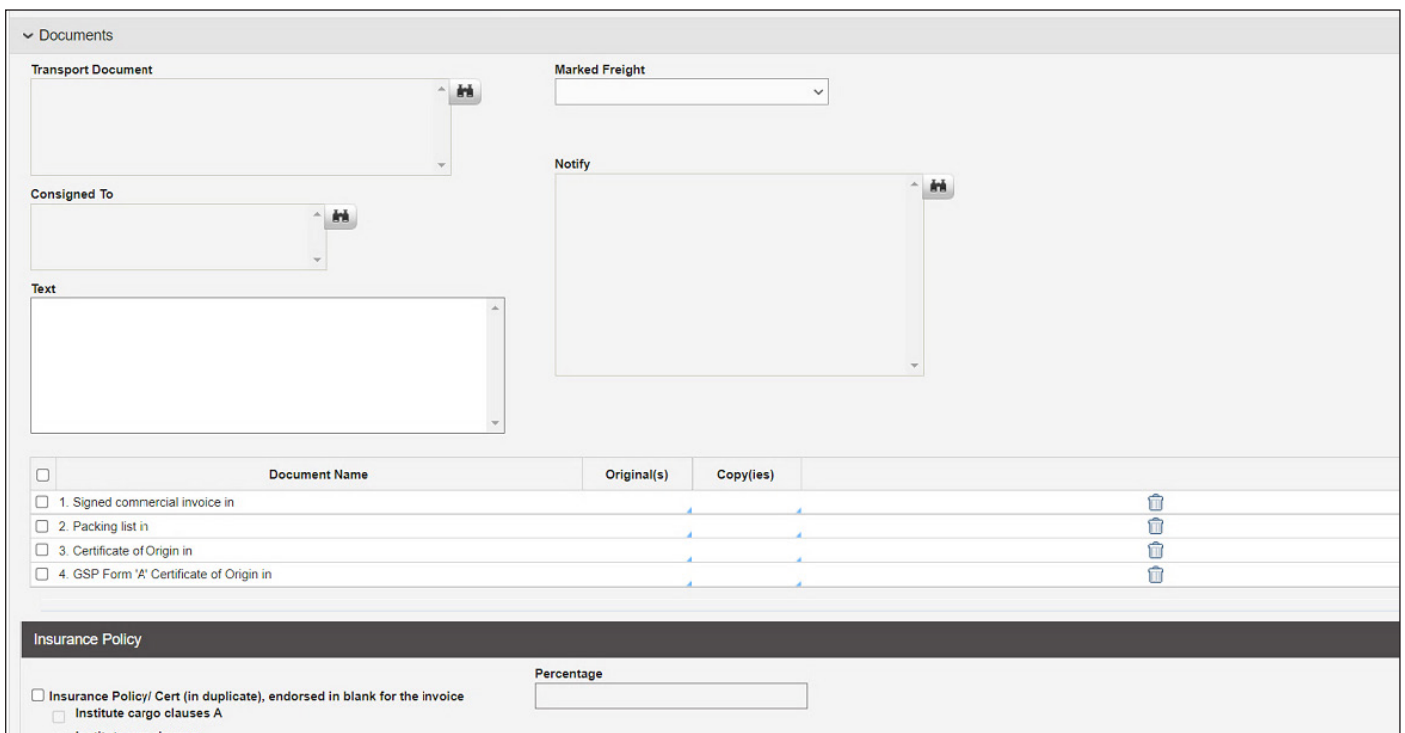 Documents
Transport Document
Marked Freight
Notify
Consigned To
Text
Document Name Original(s) Copy(ies)
1. Signed commercial invoice in
2. Packing list in
3. Certificate of Origin in
4. GSP Form 'A' Certificate of Origin in
Insurance Policy
Percentage
Insurance Policy/ Cert (in duplicate), endorsed in blank for the invoice
Institute cargo clauses A